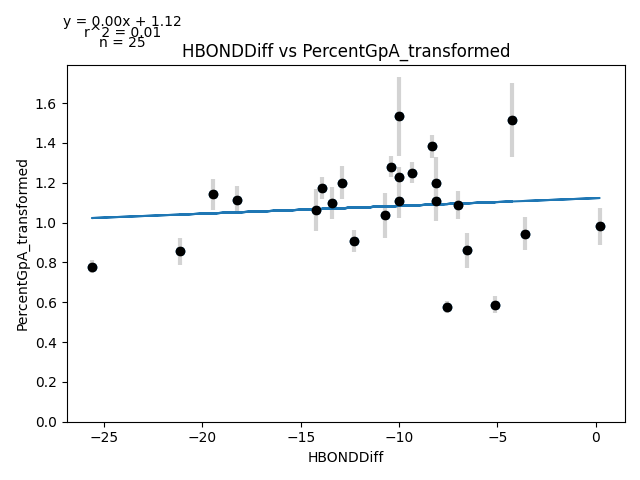 y = 0.00x + 1.12
r^2 = 0.01
n = 25
HBONDDiff vs PercentGpA_transformed
PercentGpA_transformed
1.6
1.4
1.2
1.0
0.8
0.6
0.4
0.2
0.0
−25 −20 −15 −10 −5 0
HBONDDiff